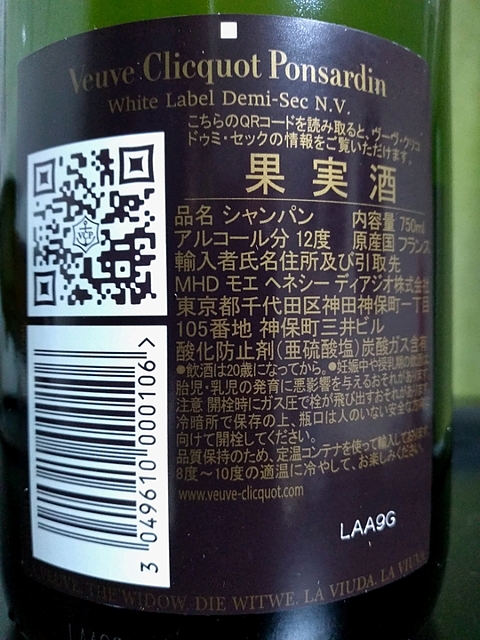 Veuve Clicquot Ponsardin
White Label Demi-Sec N.V.
こちらのQRコードを読み取ると、ヴーヴ・クリコ
ドゥミ・セックの情報をご覧いただけます。
果実酒
品名 シャンパン 内容量 750ml
アルコール分 12度 原産国 フランス
輸入者氏名住所及び引取先
MHD モエ ヘネシー ディアジオ株式会社
東京都千代田区神田神保町一丁目
105番地 神保町三井ビル
酸化防止剤(亜硫酸塩)炭酸ガス含有
●飲酒は20歳になってから。●妊娠中や授乳期の飲酒は
胎児・乳児の発育に悪影響を与えるおそれがあります
注意 開栓時にガス圧で栓が飛び出すおそれがあります
冷暗所で保存の上、瓶口は人のいない安全な方向に
向けて開栓してください。
品質保持のため、定温コンテナを使って輸入しております。
8度～10度の適温に冷やして、お楽しみください。
www.veuve-clicquot.com
VCP
3 049610 000106 >
LAA9G
VEUVE. THE WIDOW. DIE WITWE. LA VIUDA. LA